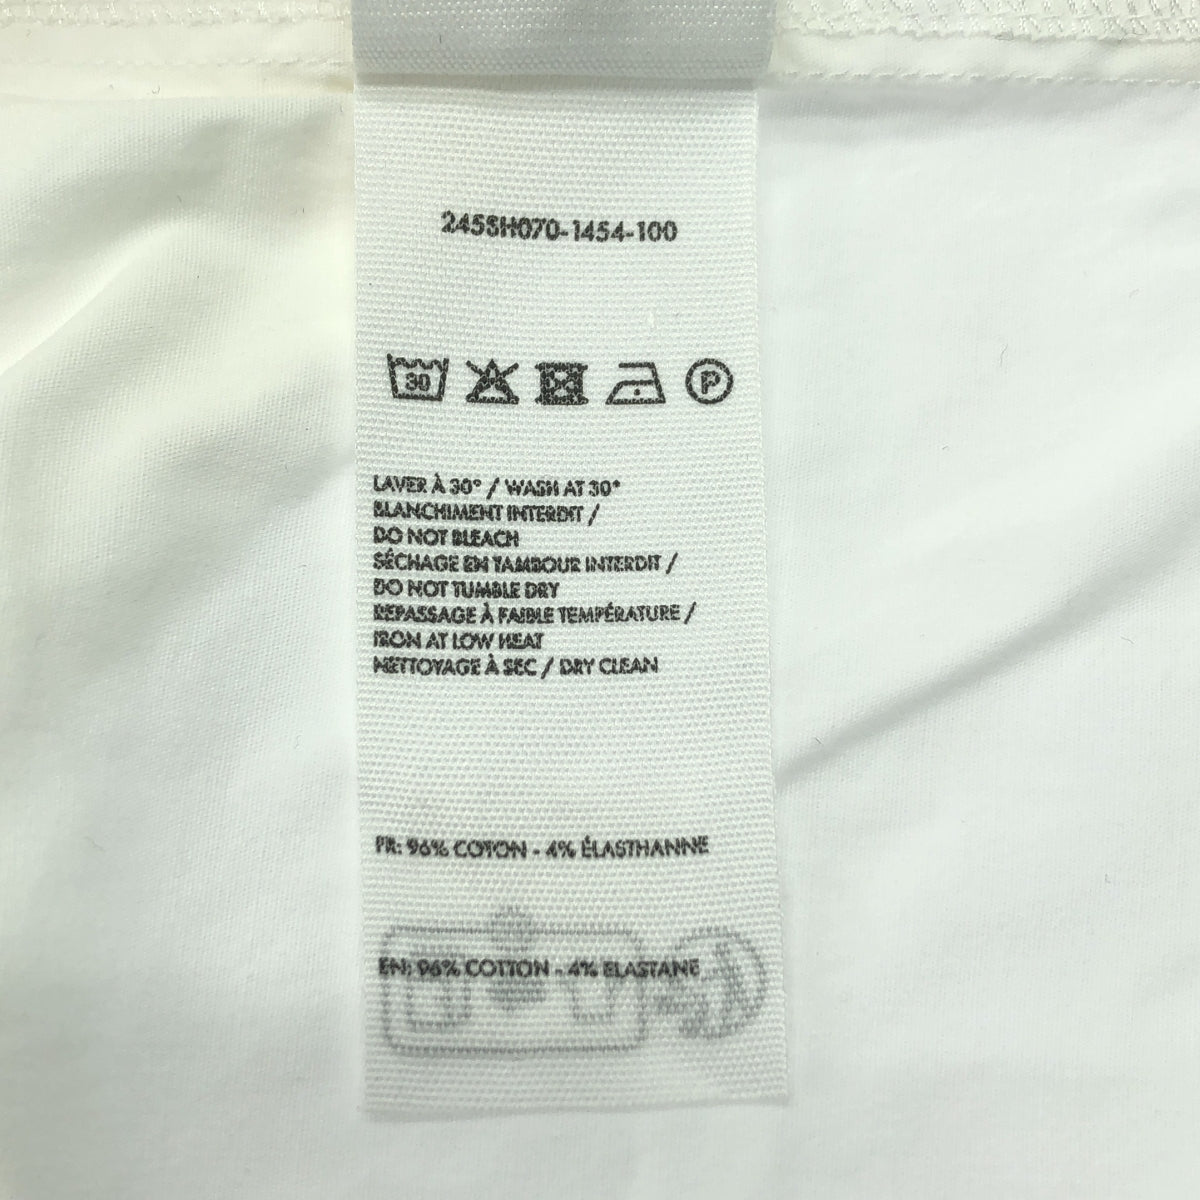 245SH070-1454-100
30 P
LAVER À 30° / WASH AT 30°
BLANCHIMENT INTERDIT /
DO NOT BLEACH
SÉCHAGE EN TAMBOUR INTERDIT /
DO NOT TUMBLE DRY
REPASSAGE À FAIBLE TEMPÉRATURE /
IRON AT LOW HEAT
NETTOYAGE À SEC / DRY CLEAN
FR: 96% COTON - 4% ÉLASTHANNE
EN: 96% COTTON - 4% ELASTANE